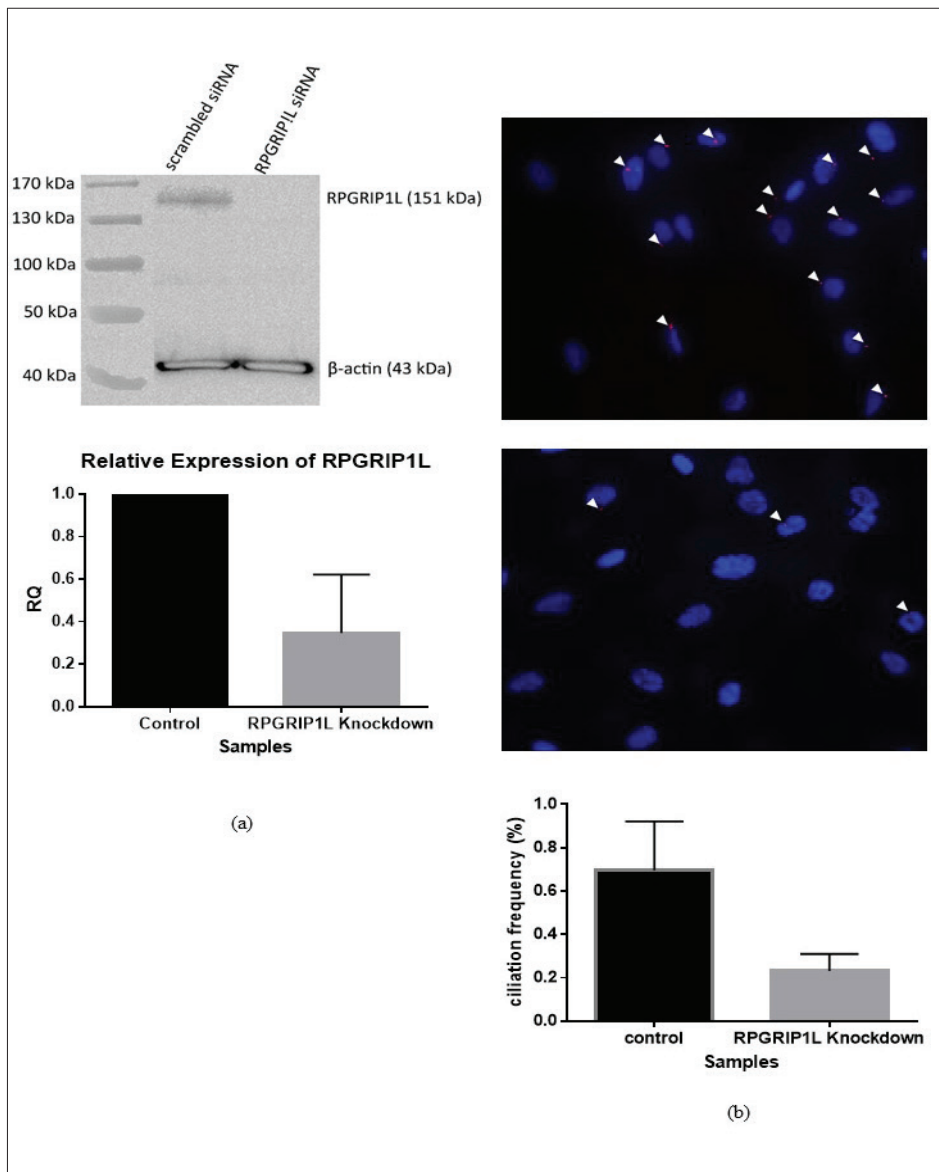 scrambled siRNA
RPGRIP1L siRNA
170 kDa
130 kDa
100 kDa
50 kDa
40 kDa
RPGRIP1L (151 kDa)
β-actin (43 kDa)
Relative Expression of RPGRIP1L
1.0
0.8
0.6
0.4
0.2
0.0
RQ
Control
RPGRIP1L Knockdown
Samples
(a)
1.0
0.8
0.6
0.4
0.2
0.0
ciliation frequency (%)
control
RPGRIP1L Knockdown
Samples
(b)